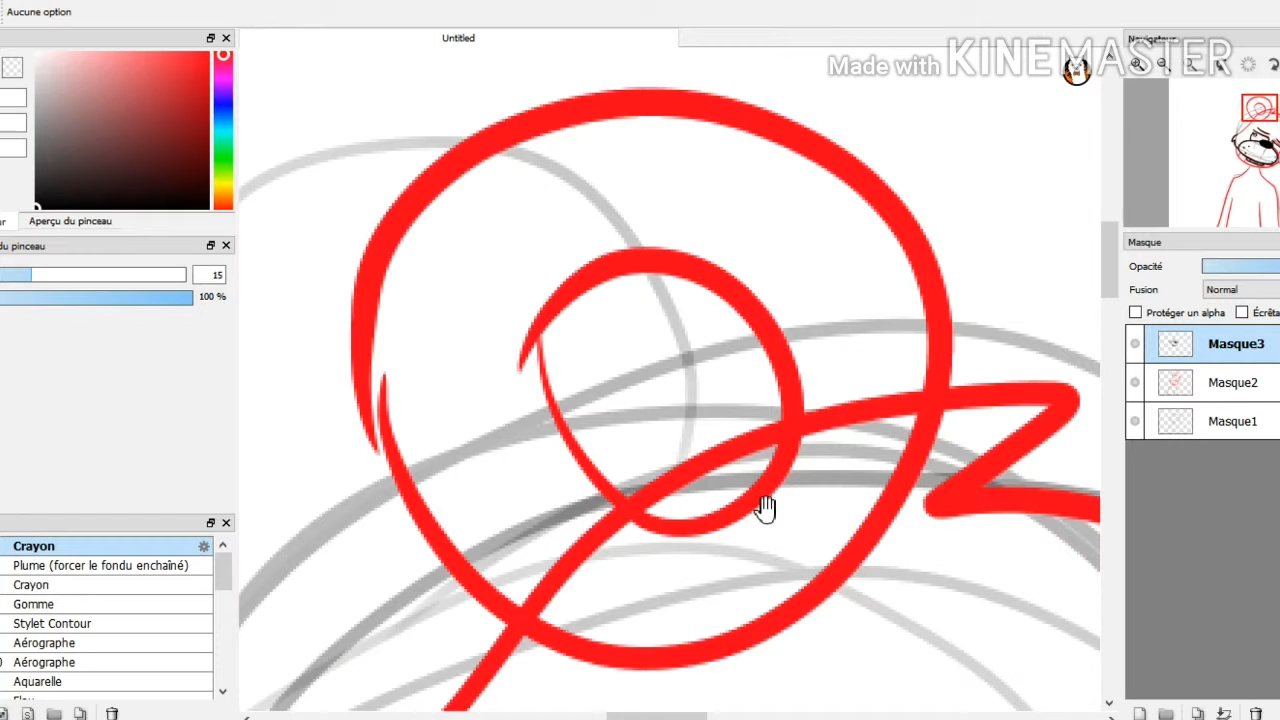 Aucune option
Untitled
Made with KINEMASTER
Aperçu du pinceau
du pinceau
15
100 %
Crayon
Plume (forcer le fondu enchaîné)
Crayon
Gomme
Stylet Contour
Aérographe
Aérographe
Aquarelle
Navigateur
Masque
Opacité
Fusion
Normal
Protéger un alpha
Écrêta
Masque3
Masque2
Masque1